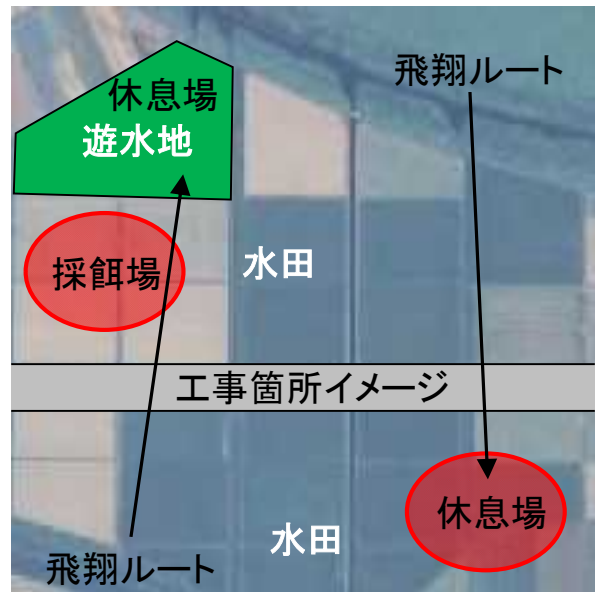 飛翔ルート
休息場
遊水地
採餌場
水田
工事箇所イメージ
休息場
水田
飛翔ルート